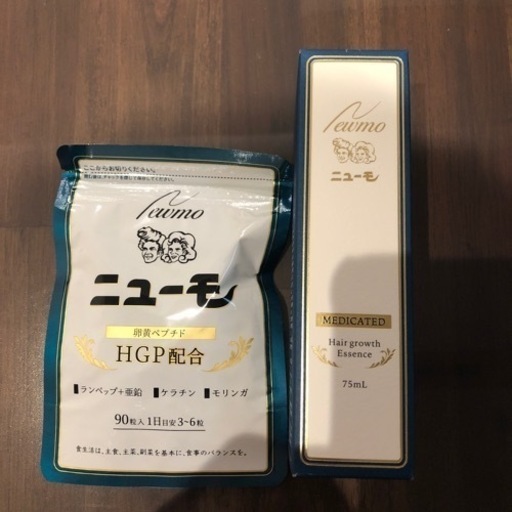 ここからお切りください。
Newmo
ニューモ
卵黄ペプチド
HGP配合
ランペップ+亜鉛 ケラチン モリンガ
90粒入 1日目安3~6粒
食生活は、主食、主菜、副菜を基本に、食事のバランスを。
Newmo
ニューモ
MEDICATED
Hair growth
Essence
75mL